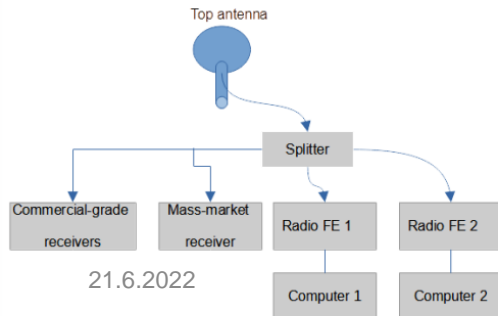 Top antenna
Splitter
Commercial-grade
receivers
Mass-market
receiver
Radio FE 1
Radio FE 2
21.6.2022
Computer 1
Computer 2